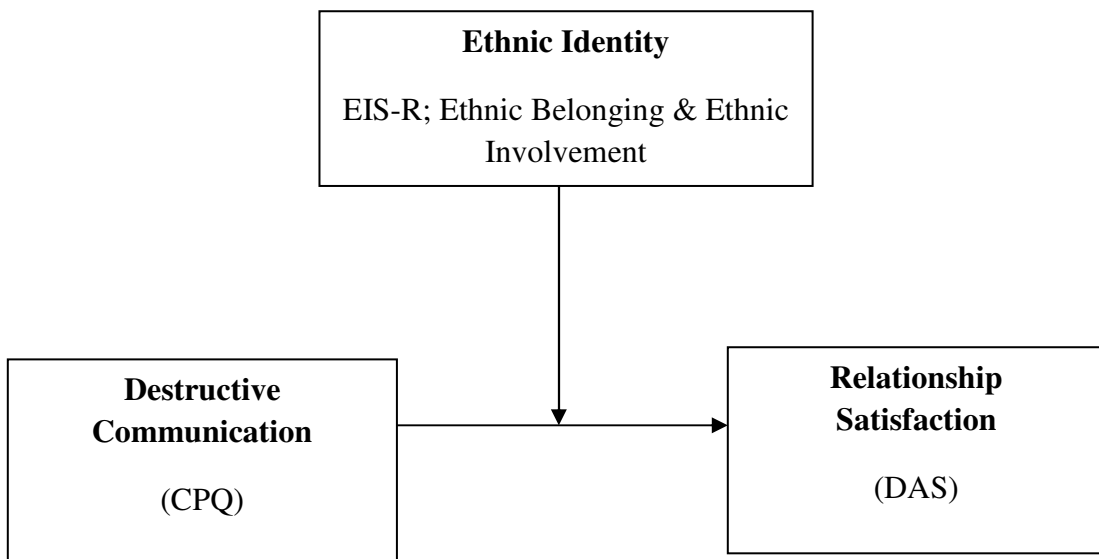 Ethnic Identity
EIS-R; Ethnic Belonging & Ethnic
Involvement
Destructive
Communication
(CPQ)
Relationship
Satisfaction
(DAS)